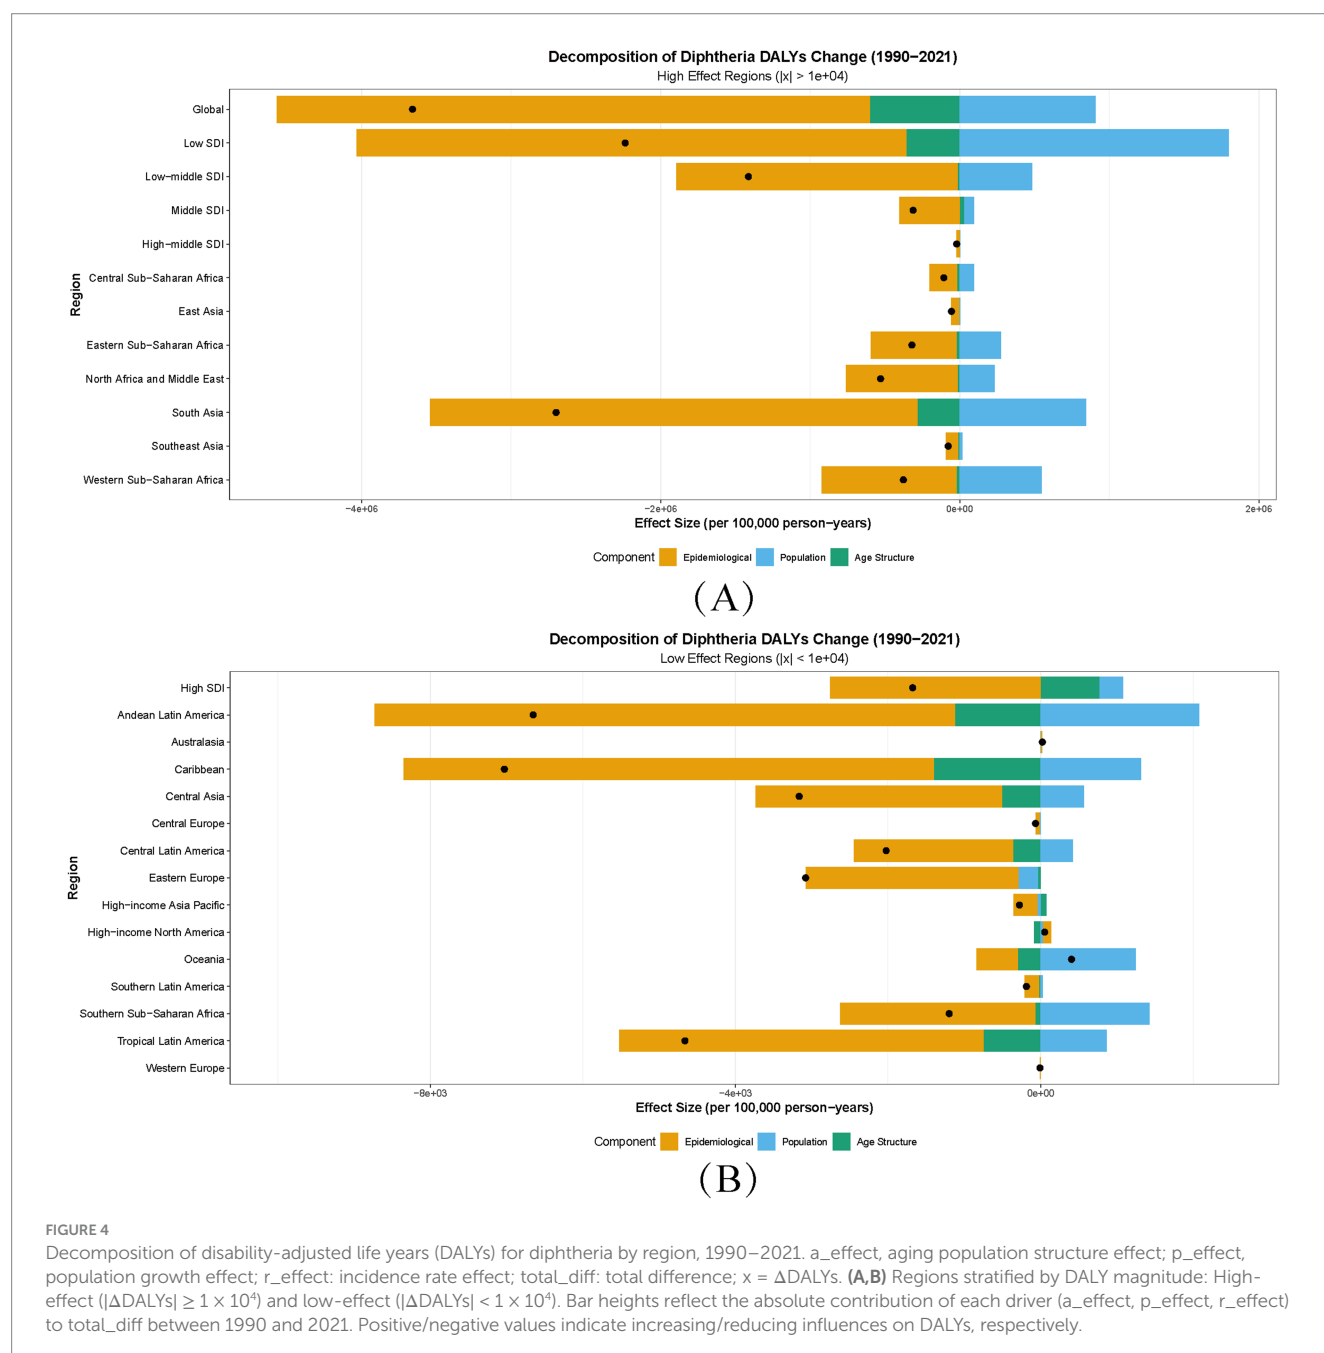 Decomposition of Diphtheria DALYs Change (1990−2021)
High Effect Regions (|x| > 1e+04)
Global
Low SDI
Low−middle SDI
Middle SDI
High−middle SDI
Central Sub−Saharan Africa
East Asia
Eastern Sub−Saharan Africa
North Africa and Middle East
South Asia
Southeast Asia
Western Sub−Saharan Africa
Region
−4e+06 −2e+06 0e+00 2e+06
Effect Size (per 100,000 person−years)
Component Epidemiological Population Age Structure
(A)
Decomposition of Diphtheria DALYs Change (1990−2021)
Low Effect Regions (|x| < 1e+04)
High SDI
Andean Latin America
Australasia
Caribbean
Central Asia
Central Europe
Central Latin America
Eastern Europe
High−income Asia Pacific
High−income North America
Oceania
Southern Latin America
Southern Sub−Saharan Africa
Tropical Latin America
Western Europe
Region
−8e+03 −4e+03 0e+00
Effect Size (per 100,000 person−years)
Component Epidemiological Population Age Structure
(B)
FIGURE 4
Decomposition of disability-adjusted life years (DALYs) for diphtheria by region, 1990–2021. a_effect, aging population structure effect; p_effect,
population growth effect; r_effect: incidence rate effect; total_diff: total difference; x = ΔDALYs. (A,B) Regions stratified by DALY magnitude: High-
effect (|ΔDALYs| ≥ 1 × 10⁴) and low-effect (|ΔDALYs| < 1 × 10⁴). Bar heights reflect the absolute contribution of each driver (a_effect, p_effect, r_effect)
to total_diff between 1990 and 2021. Positive/negative values indicate increasing/reducing influences on DALYs, respectively.